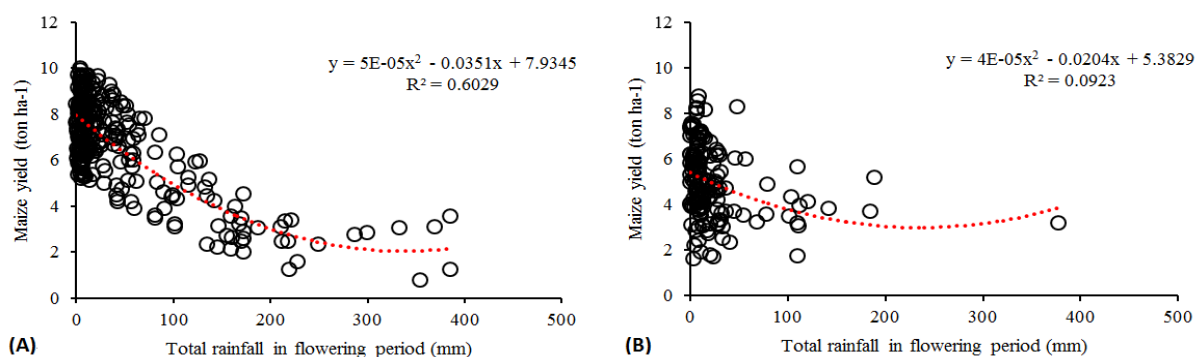 12
10
8
6
4
2
0
Maize yield (ton ha-1)
y = 5E-05x² - 0.0351x + 7.9345
R² = 0.6029
0 100 200 300 400 500
(A) Total rainfall in flowering period (mm)
12
10
8
6
4
2
0
Maize yield (ton ha-1)
y = 4E-05x² - 0.0204x + 5.3829
R² = 0.0923
0 100 200 300 400 500
(B) Total rainfall in flowering period (mm)